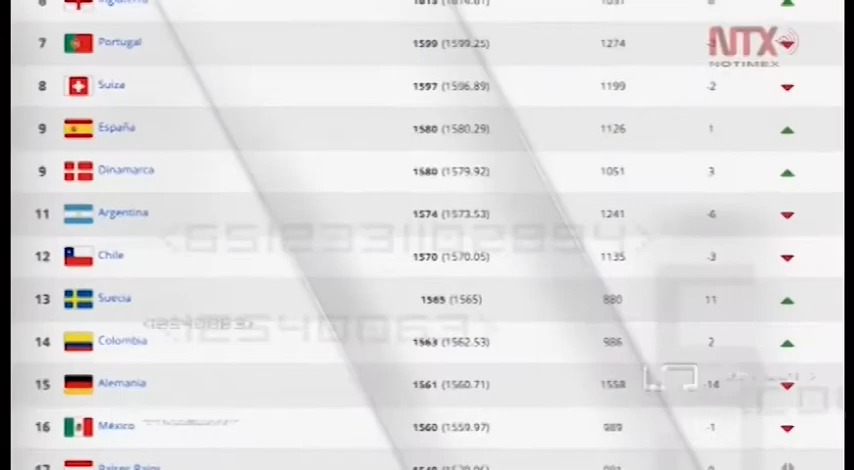 NTX
NOTIMEX
7 Portugal 1599 (1599.25) 1274
8 Suiza 1597 (1596.89) 1199 -2
9 España 1580 (1580.29) 1126 1
9 Dinamarca 1580 (1579.92) 1051 3
11 Argentina 1574 (1573.53) 1241 -6
12 Chile 1570 (1570.05) 1135 -3
13 Suecia 1565 (1565) 880 11
14 Colombia 1563 (1562.53) 986 2
15 Alemania 1561 (1560.71) 1558 -14
16 México 1560 (1559.97) 989 -1